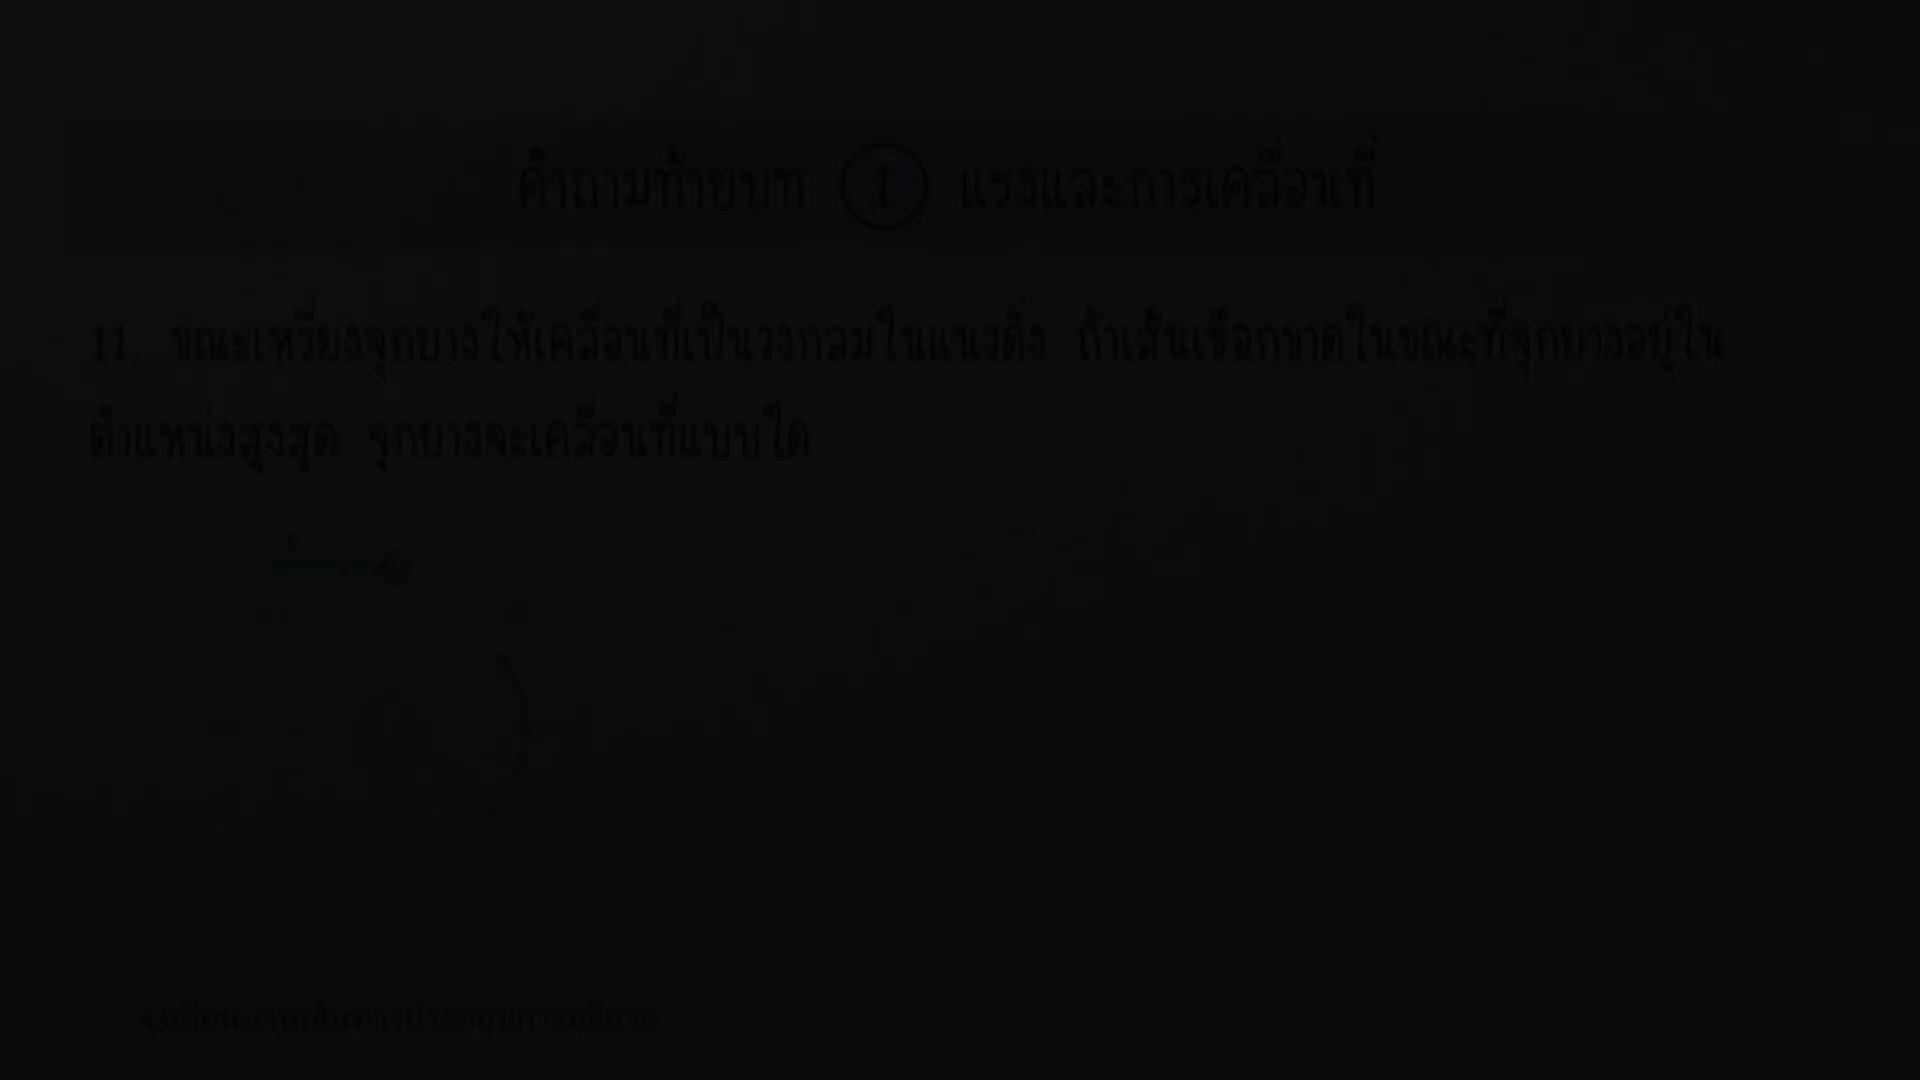 คำถามท้ายบท 1 แรงและการเคลื่อนที่
11. ขณะเหวี่ยงจุกยางให้เคลื่อนที่เป็นวงกลมในแนวดิ่ง ถ้าเส้นเชือกขาดในขณะที่จุกยางอยู่ใน
ตำแหน่งสูงสุด จุกยางจะเคลื่อนที่แบบใด
v